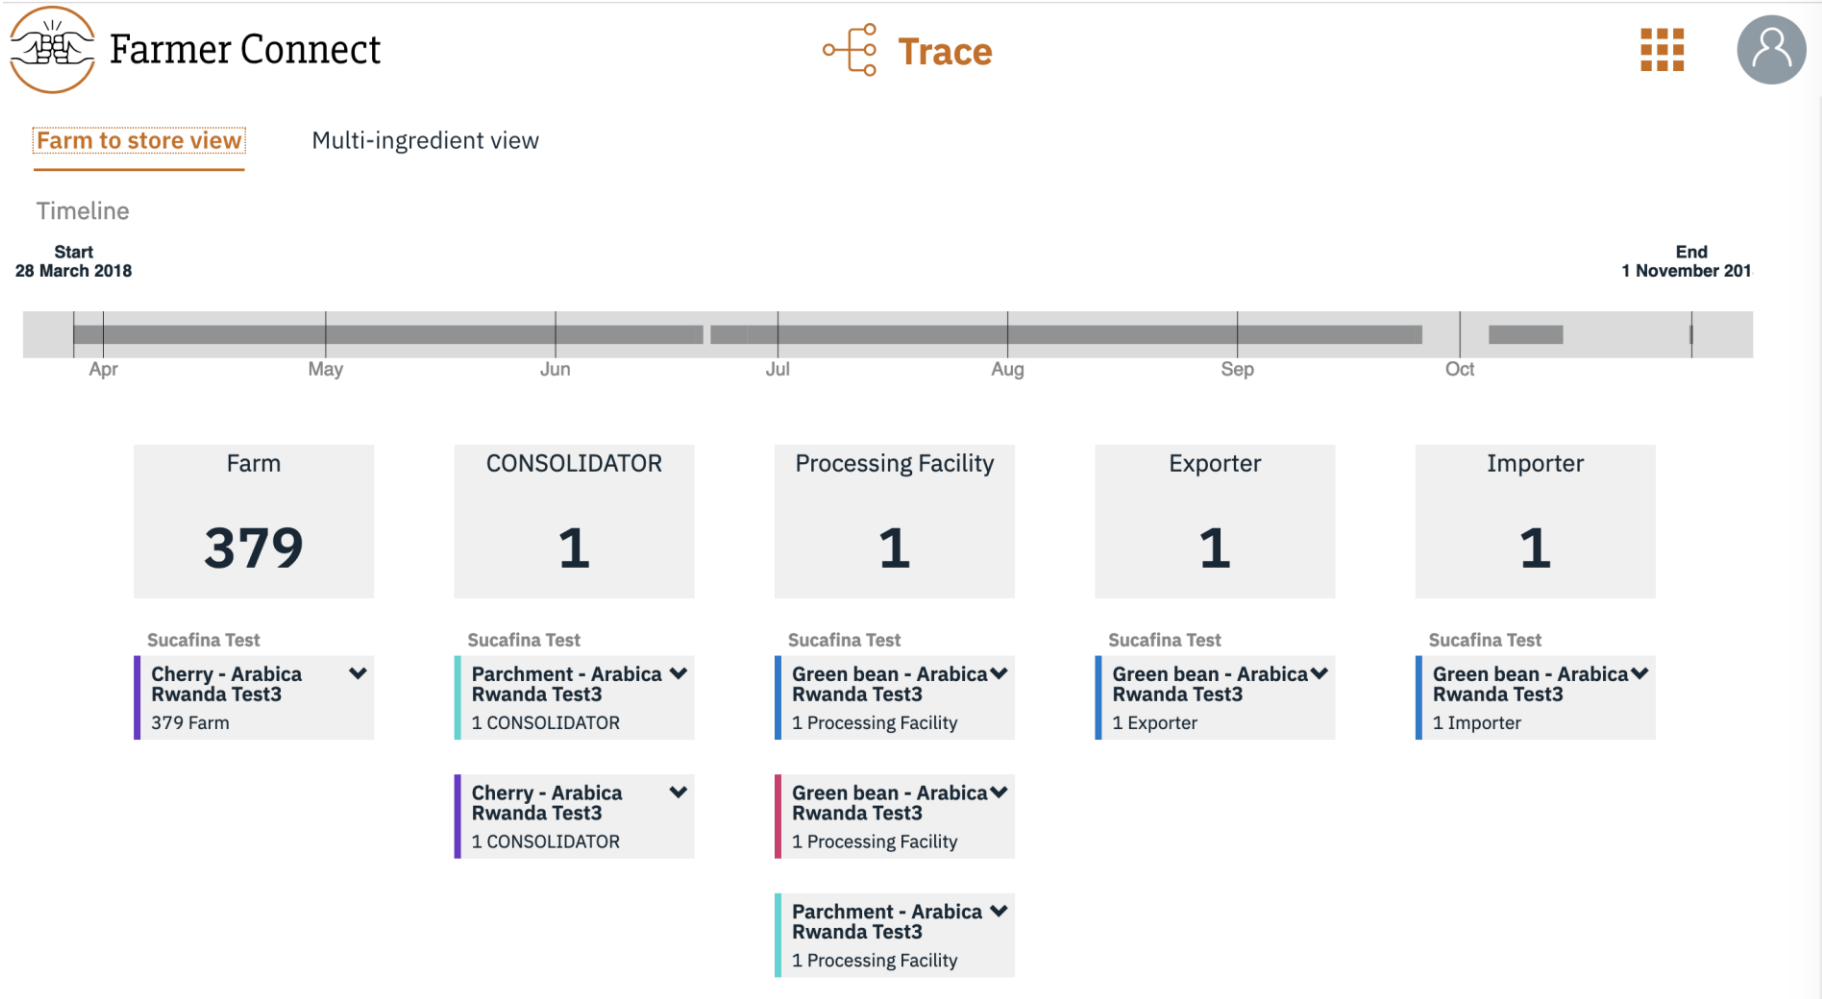 Farmer Connect
Trace
Farm to store view
Multi-ingredient view
Timeline
Start
28 March 2018
End
1 November 201
Apr
May
Jun
Jul
Aug
Sep
Oct
Farm
379
CONSOLIDATOR
1
Processing Facility
1
Exporter
1
Importer
1
Sucafina Test
Cherry - Arabica
Rwanda Test3
379 Farm
Sucafina Test
Parchment - Arabica
Rwanda Test3
1 CONSOLIDATOR
Cherry - Arabica
Rwanda Test3
1 CONSOLIDATOR
Sucafina Test
Green bean - Arabica
Rwanda Test3
1 Processing Facility
Green bean - Arabica
Rwanda Test3
1 Processing Facility
Parchment - Arabica
Rwanda Test3
1 Processing Facility
Sucafina Test
Green bean - Arabica
Rwanda Test3
1 Exporter
Sucafina Test
Green bean - Arabica
Rwanda Test3
1 Importer